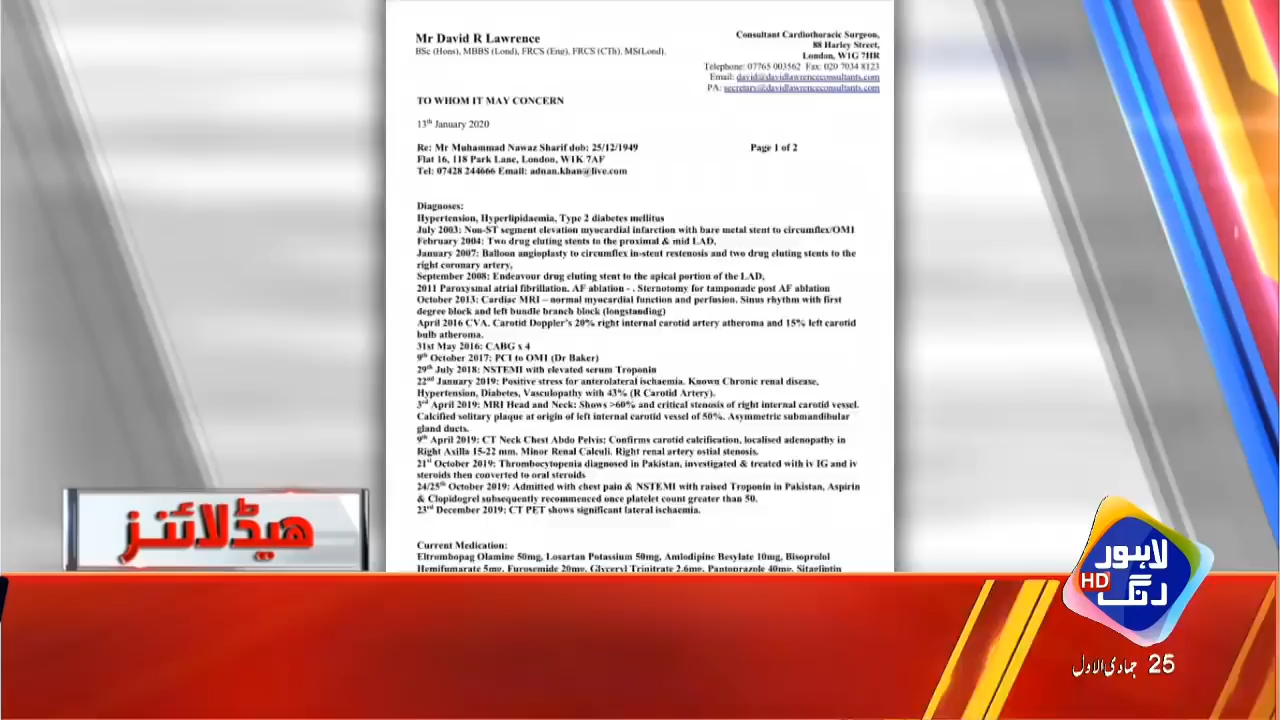 Mr David R Lawrence
BSc (Hons), MBBS (Lond), FRCS (Eng), FRCS (CTh), MS(Lond).
Consultant Cardiothoracic Surgeon,
88 Harley Street,
London, W1G 7HR
Telephone: 07765 003562 Fax: 020 7034 8123
Email: david@davidlawrenceconsultants.com
PA: secretary@davidlawrenceconsultants.com
TO WHOM IT MAY CONCERN
13th January 2020
Re: Mr Muhammad Nawaz Sharif dob: 25/12/1949 Page 1 of 2
Flat 16, 118 Park Lane, London, W1K 7AF
Tel: 07428 244666 Email: adnan.khan@live.com
Diagnoses:
Hypertension, Hyperlipidaemia, Type 2 diabetes mellitus
July 2003: Non-ST segment elevation myocardial infarction with bare metal stent to circumflex/OMI
February 2004: Two drug eluting stents to the proximal & mid LAD,
January 2007: Balloon angioplasty to circumflex in-stent restenosis and two drug eluting stents to the
right coronary artery,
September 2008: Endeavour drug eluting stent to the apical portion of the LAD,
2011 Paroxysmal atrial fibrillation. AF ablation - . Sternotomy for tamponade post AF ablation
October 2013: Cardiac MRI – normal myocardial function and perfusion. Sinus rhythm with first
degree block and left bundle branch block (longstanding)
April 2016 CVA. Carotid Doppler's 20% right internal carotid artery atheroma and 15% left carotid
bulb atheroma.
31st May 2016: CABG x 4
9th October 2017: PCI to OMI (Dr Baker)
29th July 2018: NSTEMI with elevated serum Troponin
22nd January 2019: Positive stress for anterolateral ischaemia. Known Chronic renal disease,
Hypertension, Diabetes, Vasculopathy with 43% (R Carotid Artery).
3rd April 2019: MRI Head and Neck: Shows >60% and critical stenosis of right internal carotid vessel.
Calcified solitary plaque at origin of left internal carotid vessel of 50%. Asymmetric submandibular
gland ducts.
9th April 2019: CT Neck Chest Abdo Pelvis: Confirms carotid calcification, localised adenopathy in
Right Axilla 15-22 mm. Minor Renal Calculi. Right renal artery ostial stenosis.
21st October 2019: Thrombocytopenia diagnosed in Pakistan, investigated & treated with iv IG and iv
steroids then converted to oral steroids
24/25th October 2019: Admitted with chest pain & NSTEMI with raised Troponin in Pakistan, Aspirin
& Clopidogrel subsequently recommenced once platelet count greater than 50.
23rd December 2019: CT PET shows significant lateral ischaemia.
Current Medication:
Eltrombopag Olamine 50mg, Losartan Potassium 50mg, Amlodipine Besylate 10mg, Bisoprolol
Hemifumarate 5mg, Furosemide 20mg, Glyceryl Trinitrate 2.6mg, Pantoprazole 40mg, Sitagliptin
ہیڈلائنز
لاہور
رنگ HD
25 جمادی الاول